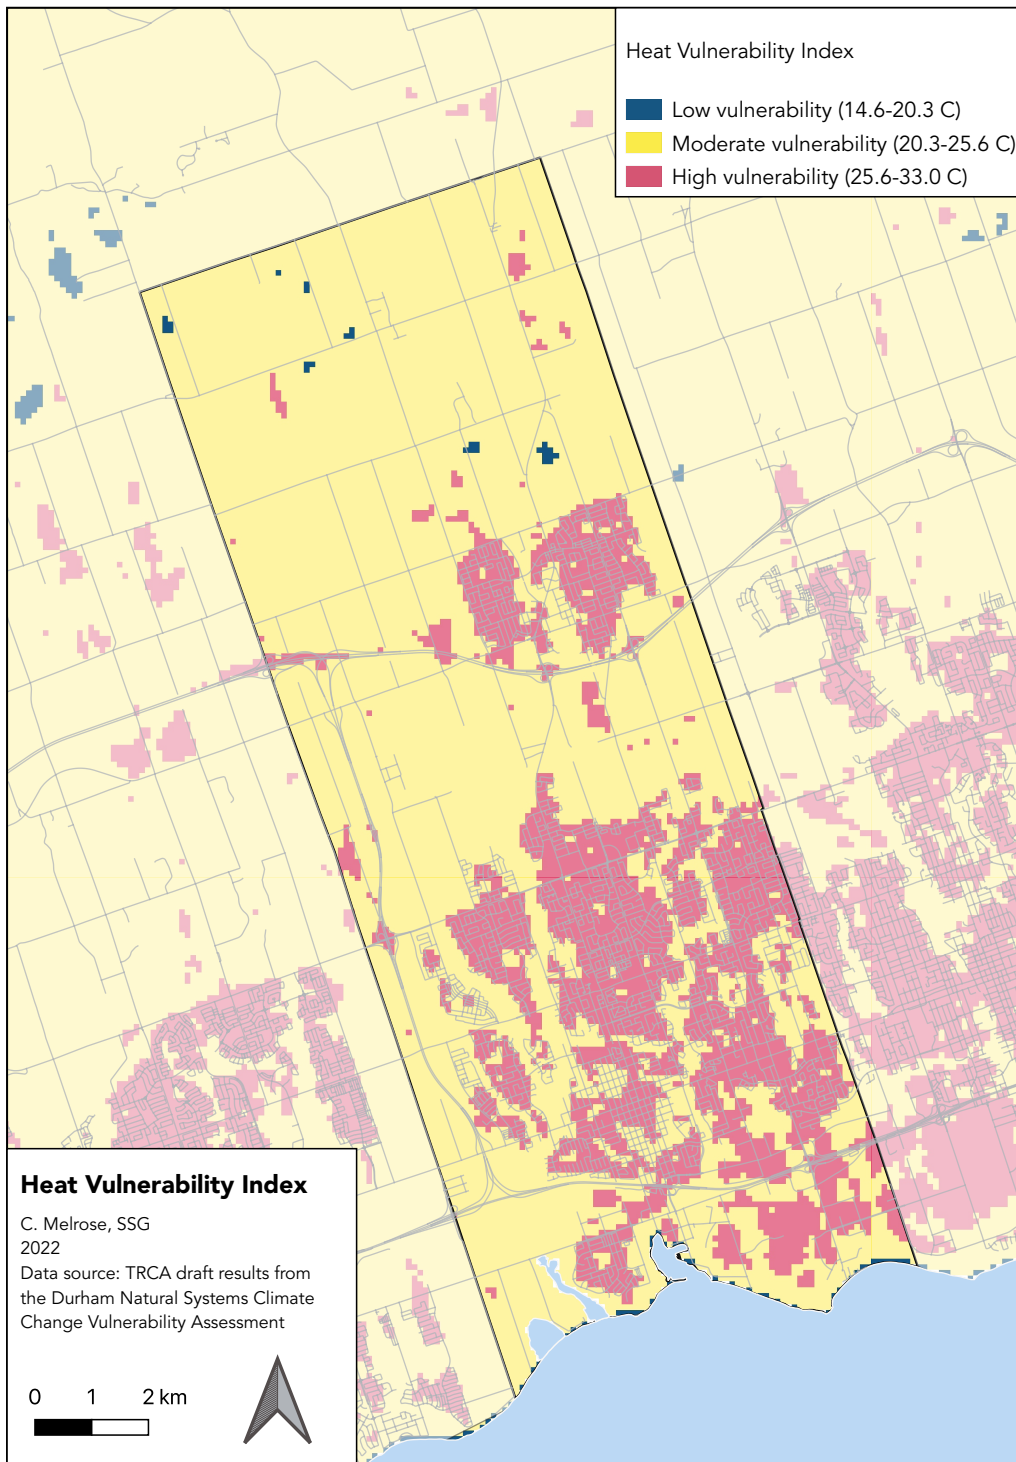 Heat Vulnerability Index
Low vulnerability (14.6-20.3 C)
Moderate vulnerability (20.3-25.6 C)
High vulnerability (25.6-33.0 C)
Heat Vulnerability Index
C. Melrose, SSG
2022
Data source: TRCA draft results from
the Durham Natural Systems Climate
Change Vulnerability Assessment
0 1 2 km